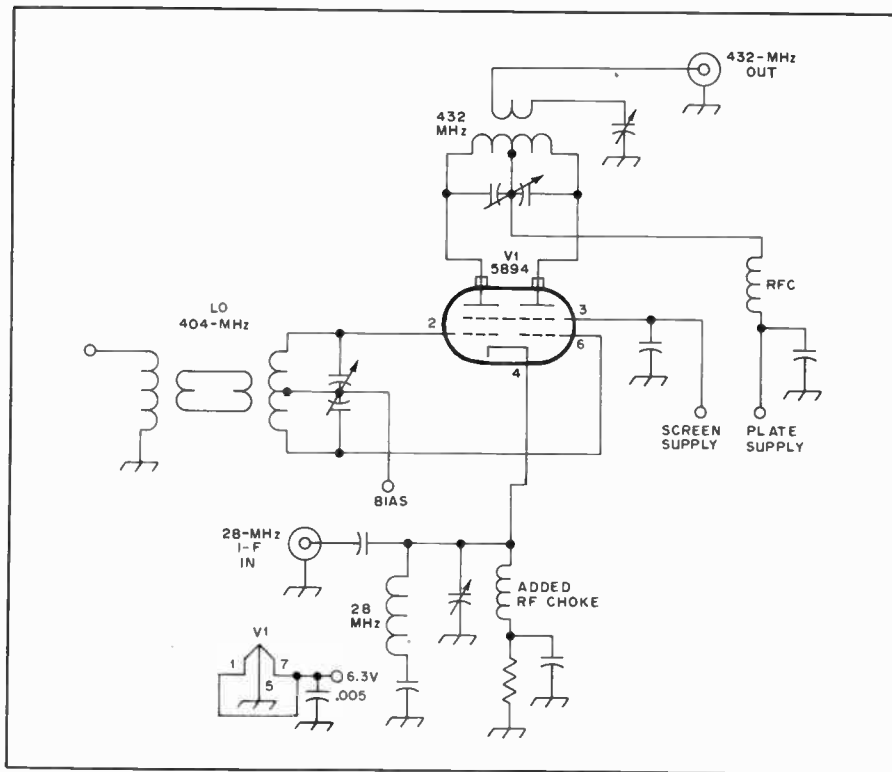 432-MHz
OUT
432
MHz
V1
5894
RFC
LO
404-MHz
2
3
6
4
SCREEN
SUPPLY
PLATE
SUPPLY
BIAS
28-MHz
I-F
IN
ADDED
RF CHOKE
28
MHz
V1
1
7
5
6.3V
.005